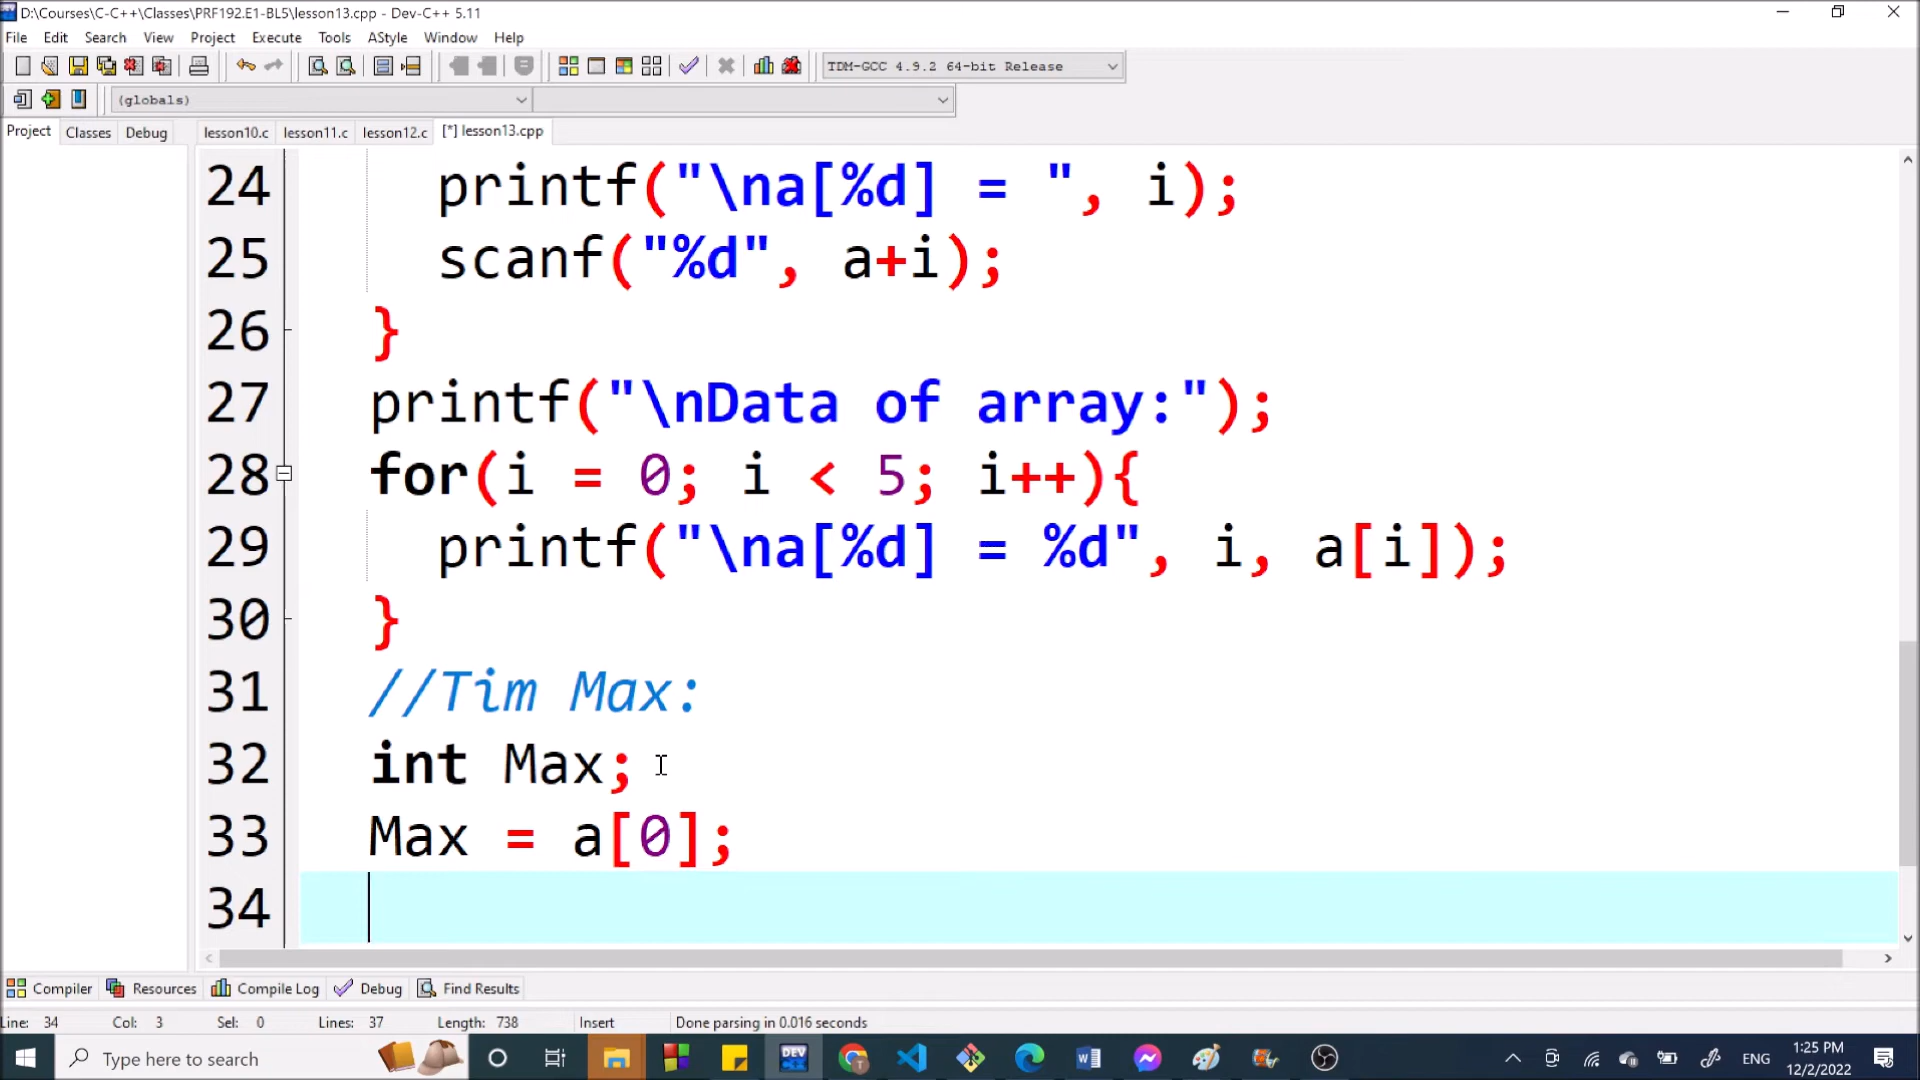 D:\Courses\C-C++\Classes\PRF192.E1-BL5\lesson13.cpp - Dev-C++ 5.11
File Edit Search View Project Execute Tools AStyle Window Help
TDM-GCC 4.9.2 64-bit Release
(globals)
Project Classes Debug lesson10.c lesson11.c lesson12.c [*] lesson13.cpp
24 printf("\na[%d] = ", i);
25 scanf("%d", a+i);
26 }
27 printf("\nData of array:");
28 for(i = 0; i < 5; i++){
29 printf("\na[%d] = %d", i, a[i]);
30 }
31 //Tim Max:
32 int Max;
33 Max = a[0];
34
Compiler Resources Compile Log Debug Find Results
Line: 34 Col: 3 Sel: 0 Lines: 37 Length: 738 Insert Done parsing in 0.016 seconds
Type here to search
DEV
ENG
1:25 PM
12/2/2022